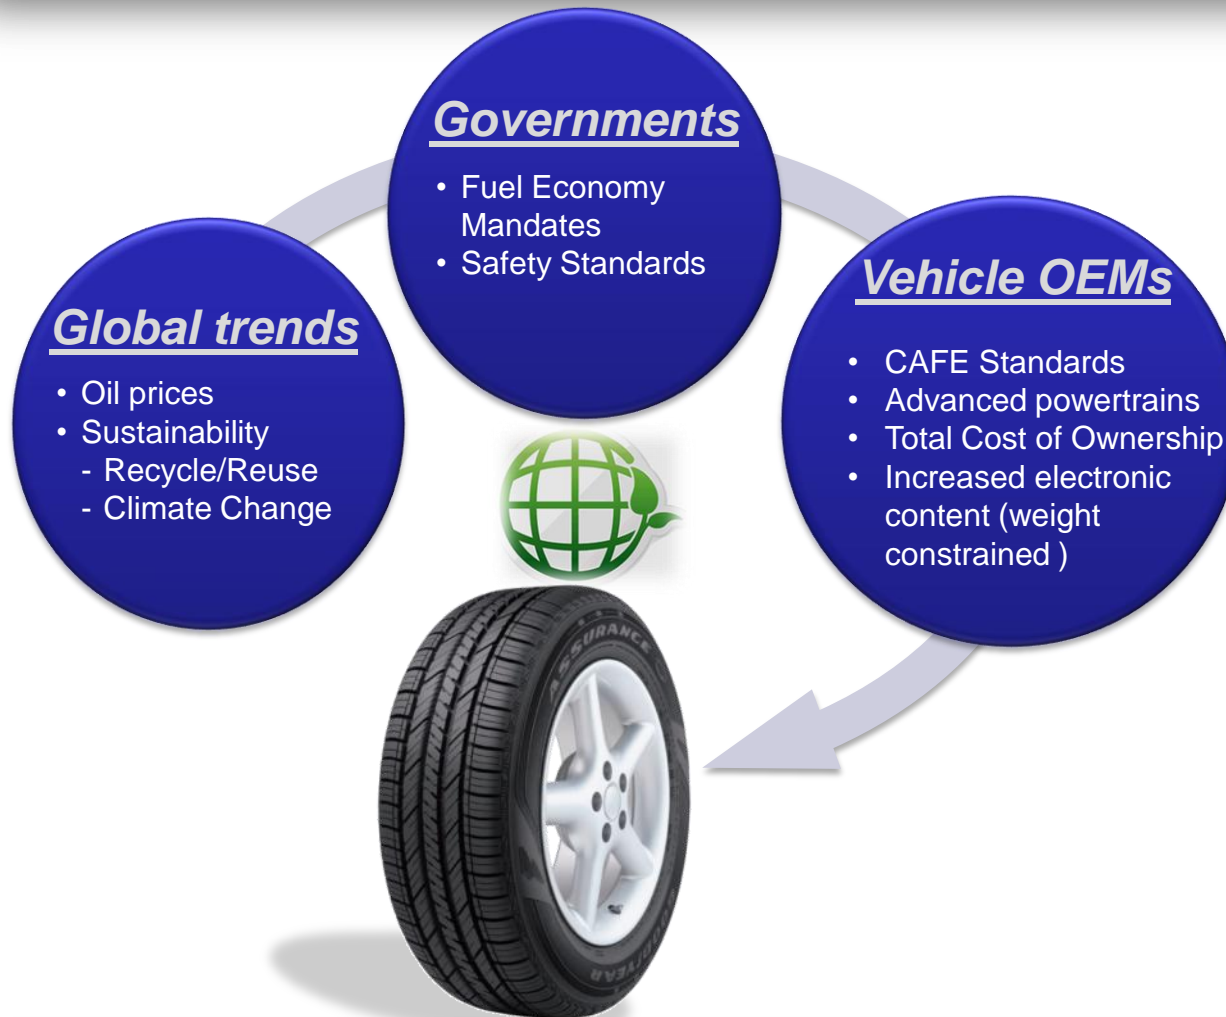 Governments
• Fuel Economy
Mandates
• Safety Standards
Global trends
• Oil prices
• Sustainability
- Recycle/Reuse
- Climate Change
Vehicle OEMs
• CAFE Standards
• Advanced powertrains
• Total Cost of Ownership
• Increased electronic
content (weight
constrained )
ASSURANCE
GOODYEAR